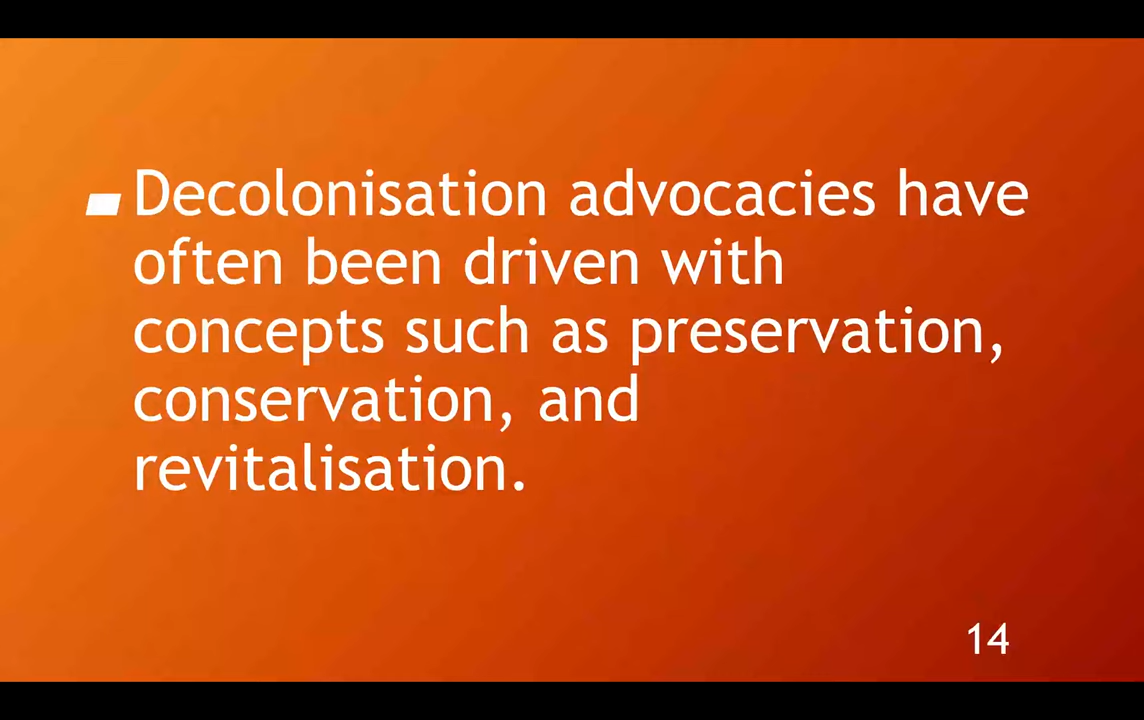 Decolonisation advocacies have
often been driven with
concepts such as preservation,
conservation, and
revitalisation.
14